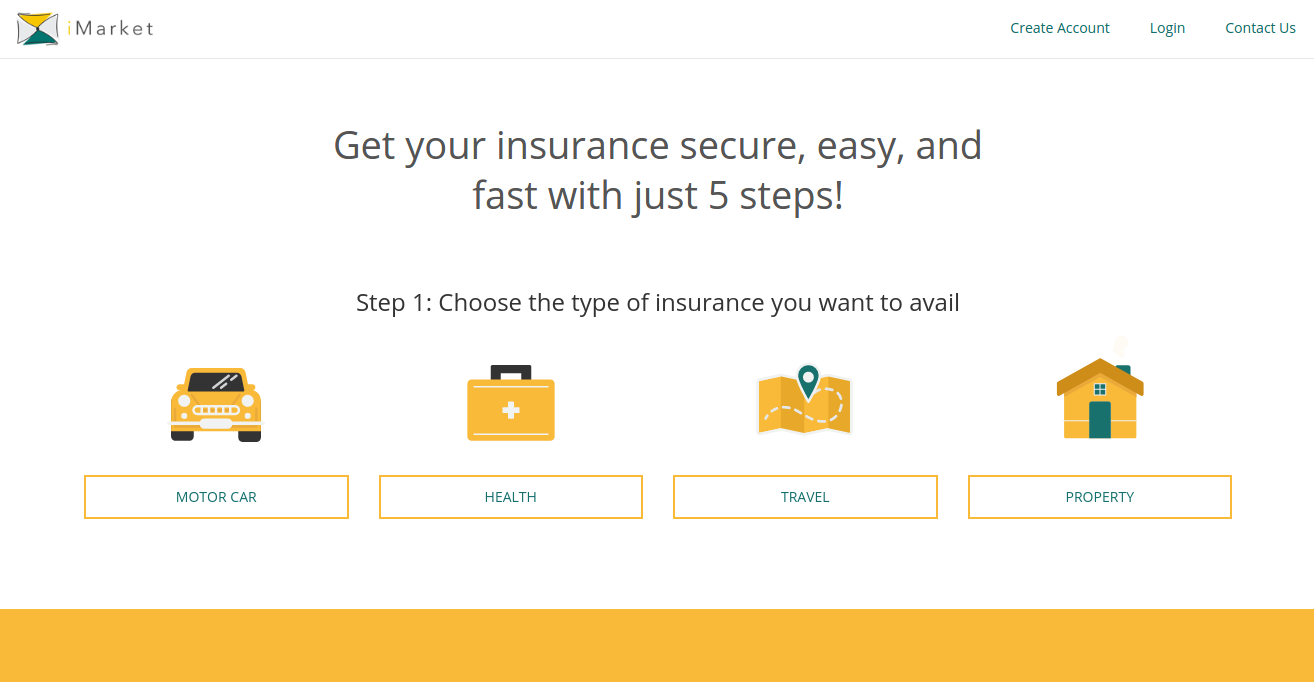 iMarket
Create Account
Login
Contact Us
Get your insurance secure, easy, and
fast with just 5 steps!
Step 1: Choose the type of insurance you want to avail
MOTOR CAR
HEALTH
TRAVEL
PROPERTY